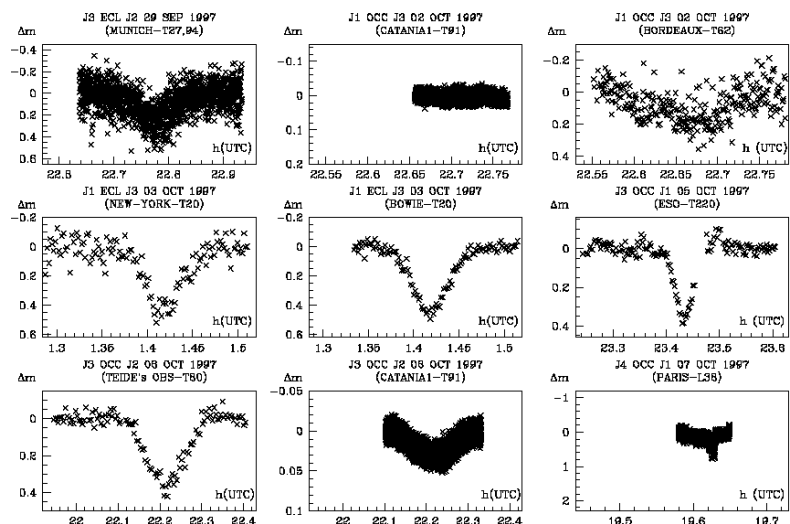 J3 ECL J2 29 SEP 1997
(MUNICH-T27,94)
Δm
-0.4
-0.2
0
0.2
0.4
0.6
h(UTC)
22.6 22.7 22.8 22.9
J1 OCC J3 02 OCT 1997
(CATANIA1-T91)
Δm
-0.1
0
0.1
0.2
h(UTC)
22.55 22.6 22.65 22.7 22.75
J1 OCC J3 02 OCT 1997
(BORDEAUX-T62)
Δm
-0.2
0
0.2
0.4
h (UTC)
22.55 22.6 22.65 22.7 22.75
J1 ECL J3 03 OCT 1997
(NEW-YORK-T20)
Δm
-0.2
0
0.2
0.4
0.6
h(UTC)
1.3 1.35 1.4 1.45 1.5
J1 ECL J3 03 OCT 1997
(BOWIE-T20)
Δm
-0.2
0
0.2
0.4
0.6
h(UTC)
1.3 1.35 1.4 1.45 1.5
J3 OCC J1 05 OCT 1997
(ESO-T220)
Δm
0
0.2
0.4
h (UTC)
23.3 23.4 23.5 23.6
J3 OCC J2 06 OCT 1997
(TEIDE's OBS-T80)
Δm
0
0.2
0.4
h(UTC)
22 22.1 22.2 22.3 22.4
J3 OCC J2 06 OCT 1997
(CATANIA1-T91)
Δm
-0.05
0
0.05
0.1
h(UTC)
22 22.1 22.2 22.3 22.4
J4 OCC J1 07 OCT 1997
(PARIS-L38)
Δm
-1
0
1
2
h (UTC)
19.5 19.6 19.7